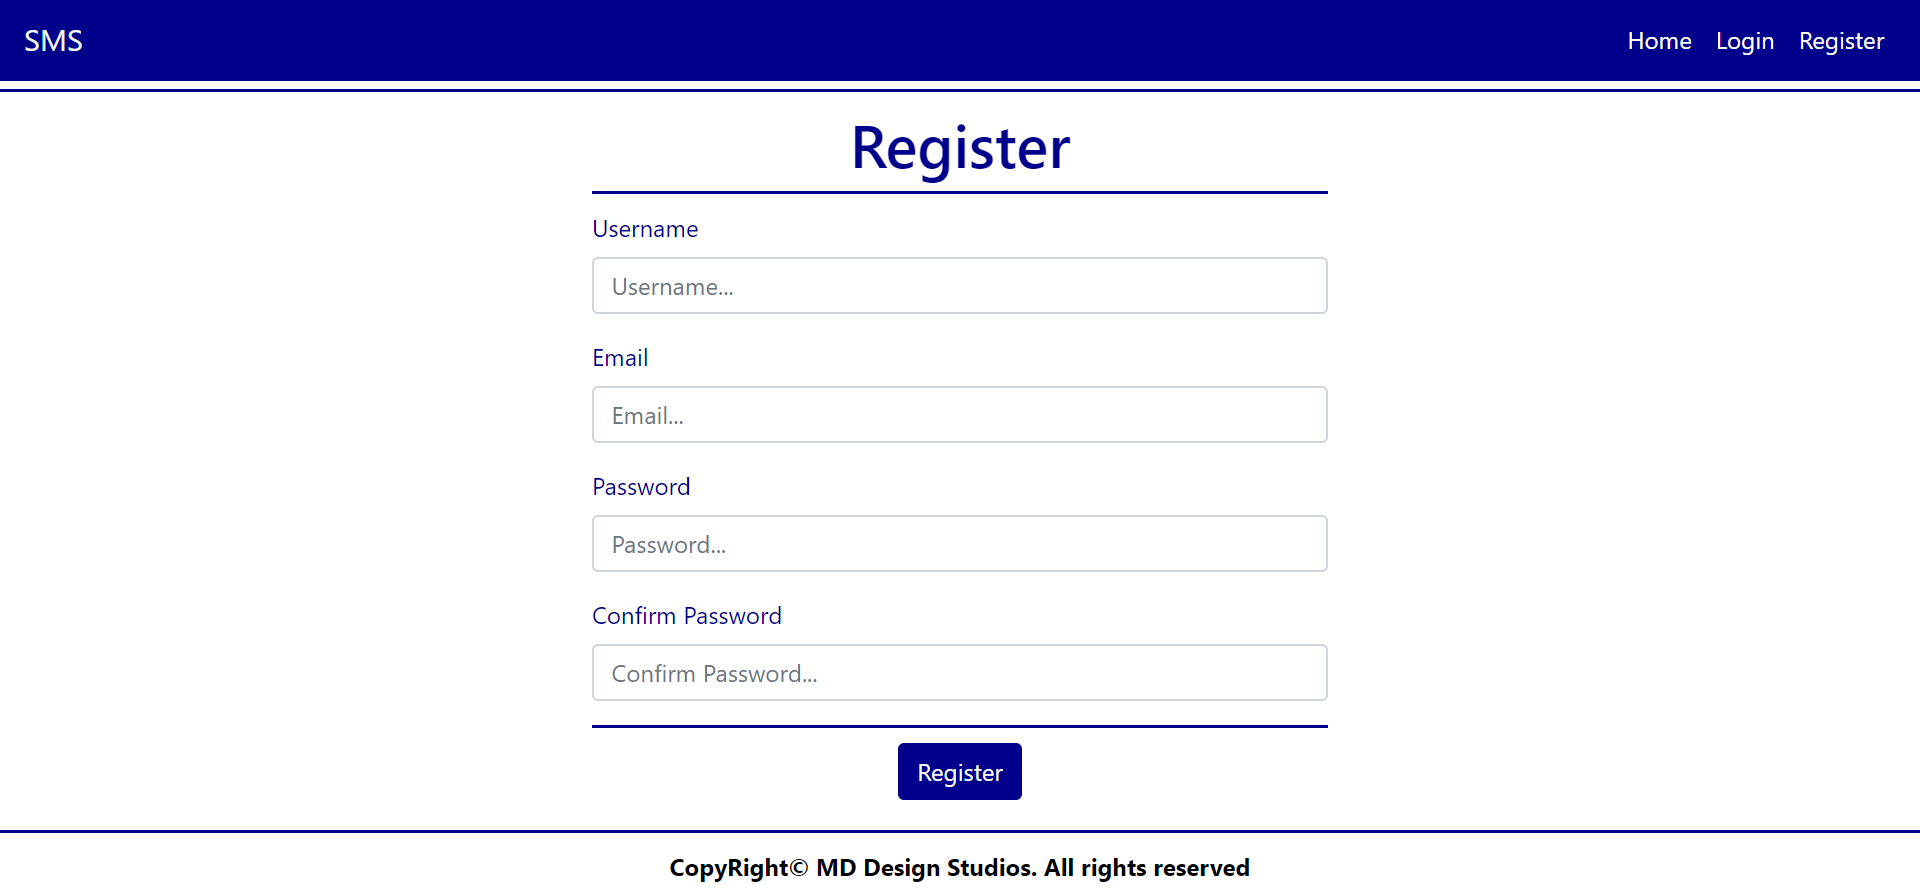 SMS
Home Login Register
Register
Username
Username...
Email
Email...
Password
Password...
Confirm Password
Confirm Password...
Register
CopyRight© MD Design Studios. All rights reserved